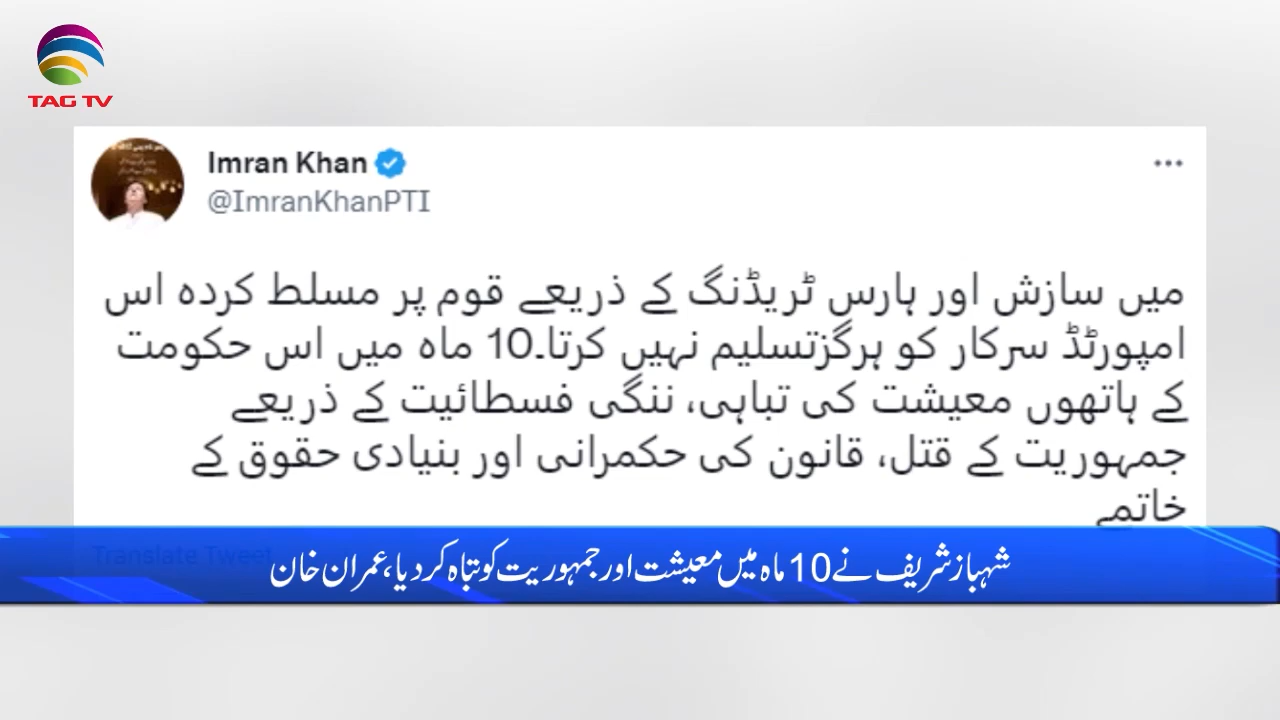 TAG TV
Imran Khan
@ImranKhanPTI
میں سازش اور ہارس ٹریڈنگ کے ذریعے قوم پر مسلط کردہ اس
امپورٹڈ سرکار کو ہرگزتسلیم نہیں کرتا۔10 ماہ میں اس حکومت
کے ہاتھوں معیشت کی تباہی، ننگی فسطائیت کے ذریعے
جمہوریت کے قتل، قانون کی حکمرانی اور بنیادی حقوق کے
خاتمے
Translate Tweet
شہباز شریف نے 10 ماہ میں معیشت اور جمہوریت کو تباہ کر دیا، عمران خان